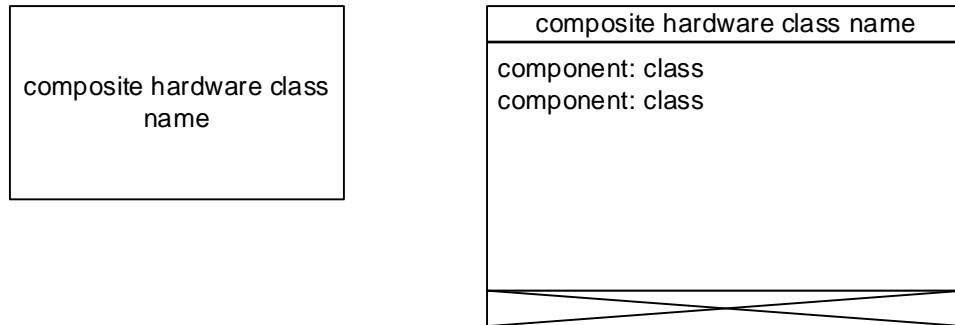 composite hardware class
name
composite hardware class name
component: class
component: class